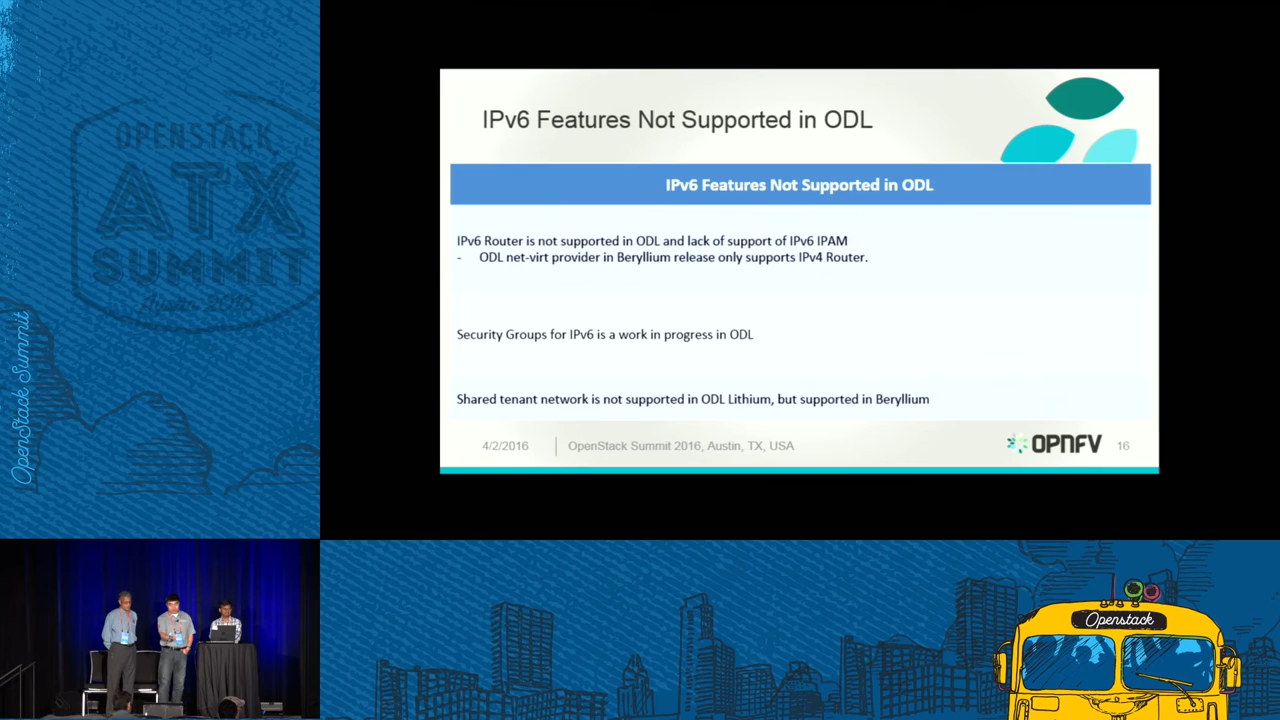 OPENSTACK
ATX
SUMMIT
Austin 2016
OpenStack Summit
IPv6 Features Not Supported in ODL
IPv6 Features Not Supported in ODL
IPv6 Router is not supported in ODL and lack of support of IPv6 IPAM
- ODL net-virt provider in Beryllium release only supports IPv4 Router.
Security Groups for IPv6 is a work in progress in ODL
Shared tenant network is not supported in ODL Lithium, but supported in Beryllium
4/2/2016
OpenStack Summit 2016, Austin, TX, USA
OPNFV
16
Openstack